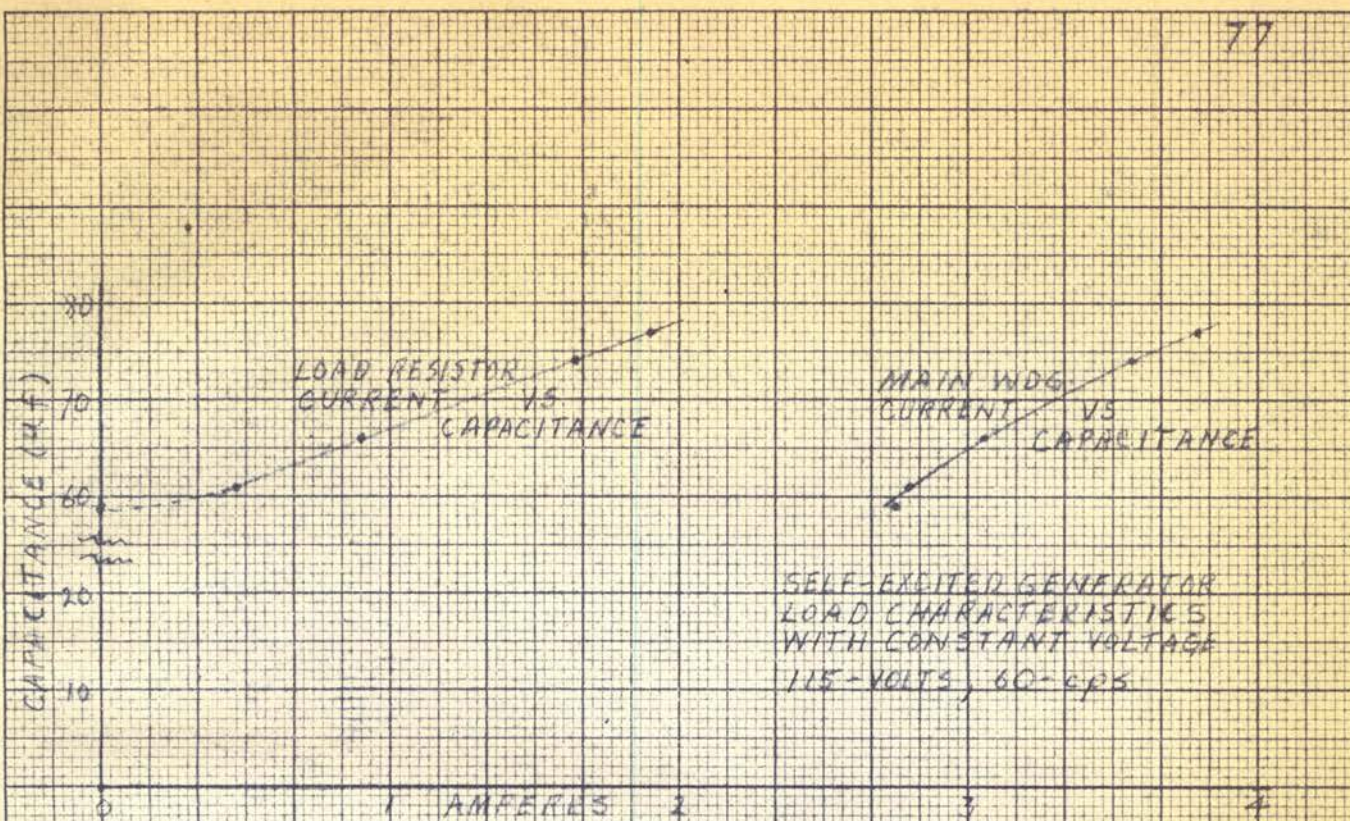 77
80
70
60
20
10
CAPACITANCE (μf)
LOAD RESISTOR
CURRENT VS
CAPACITANCE
MAIN WDG.
CURRENT VS
CAPACITANCE
SELF-EXCITED GENERATOR
LOAD CHARACTERISTICS
WITH CONSTANT VOLTAGE
115-VOLTS, 60-cps
0 1 AMPERES 2 3 4